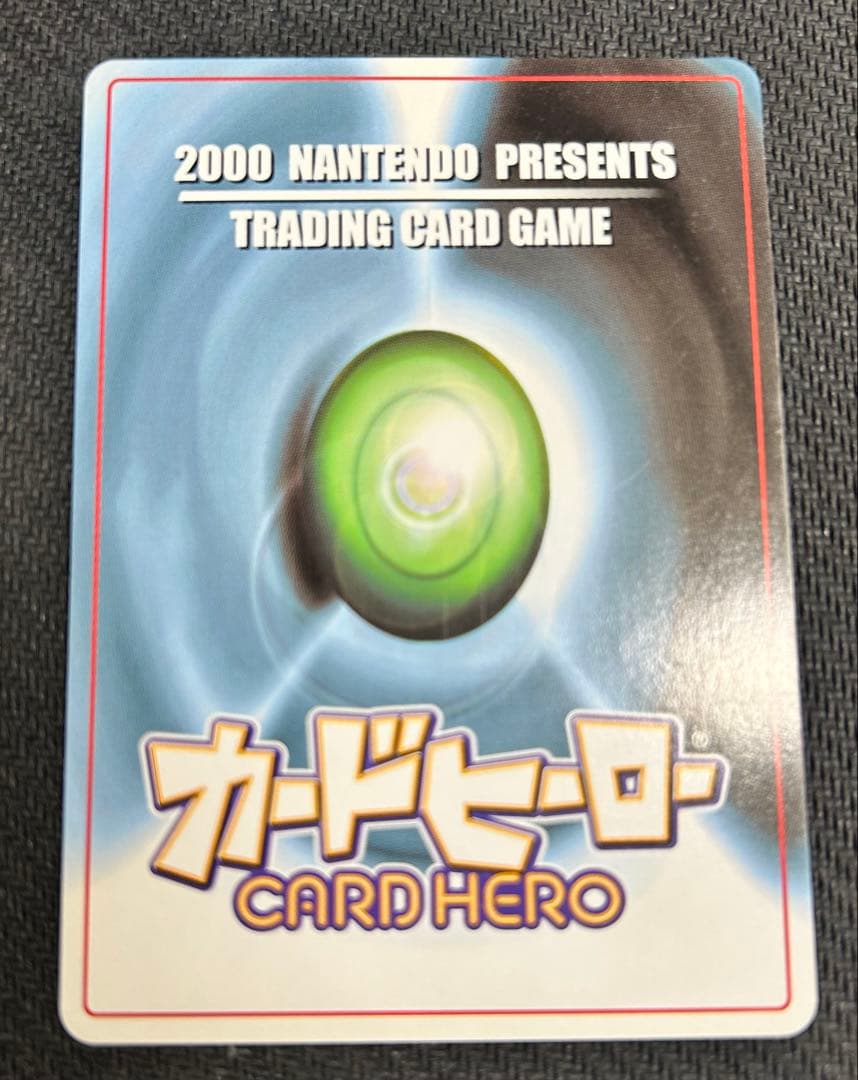 2000 NANTENDO PRESENTS
TRADING CARD GAME
カードヒーロー®
CARD HERO